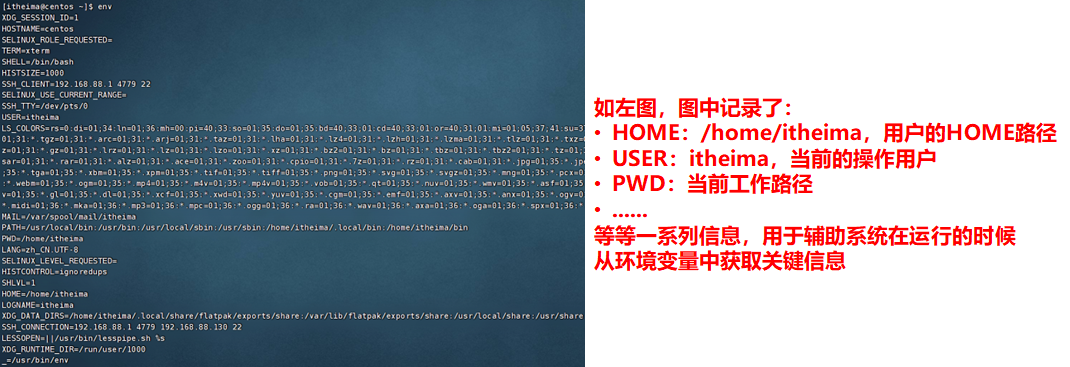 [itheima@centos ~]$ env
XDG_SESSION_ID=1
HOSTNAME=centos
SELINUX_ROLE_REQUESTED=
TERM=xterm
SHELL=/bin/bash
HISTSIZE=1000
SSH_CLIENT=192.168.88.1 4779 22
SELINUX_USE_CURRENT_RANGE=
SSH_TTY=/dev/pts/0
USER=itheima
LS_COLORS=rs=0:di=01;34:ln=01;36:mh=00:pi=40;33:so=01;35:do=01;35:bd=40;33;01:cd=40;33;01:or=40;31;01:mi=01;05;37;41:su=3
01;31:*.tgz=01;31:*.arc=01;31:*.arj=01;31:*.taz=01;31:*.lha=01;31:*.lz4=01;31:*.lzh=01;31:*.lzma=01;31:*.tlz=01;31:*.txz=
z=01;31:*.gz=01;31:*.lrz=01;31:*.lz=01;31:*.lzo=01;31:*.xz=01;31:*.bz2=01;31:*.bz=01;31:*.tbz=01;31:*.tbz2=01;31:*.tz=01;
sar=01;31:*.rar=01;31:*.alz=01;31:*.ace=01;31:*.zoo=01;31:*.cpio=01;31:*.7z=01;31:*.rz=01;31:*.cab=01;31:*.jpg=01;35:*.jpe
;35:*.tga=01;35:*.xbm=01;35:*.xpm=01;35:*.tif=01;35:*.tiff=01;35:*.png=01;35:*.svg=01;35:*.svgz=01;35:*.mng=01;35:*.pcx=0
:*.webm=01;35:*.ogm=01;35:*.mp4=01;35:*.m4v=01;35:*.mp4v=01;35:*.vob=01;35:*.qt=01;35:*.nuv=01;35:*.wmv=01;35:*.asf=01;35
v=01;35:*.gl=01;35:*.dl=01;35:*.xcf=01;35:*.xwd=01;35:*.yuv=01;35:*.cgm=01;35:*.emf=01;35:*.axv=01;35:*.anx=01;35:*.ogv=0
*.midi=01;36:*.mka=01;36:*.mp3=01;36:*.mpc=01;36:*.ogg=01;36:*.ra=01;36:*.wav=01;36:*.axa=01;36:*.oga=01;36:*.spx=01;36:*
MAIL=/var/spool/mail/itheima
PATH=/usr/local/bin:/usr/bin:/usr/local/sbin:/usr/sbin:/home/itheima/.local/bin:/home/itheima/bin
PWD=/home/itheima
LANG=zh_CN.UTF-8
SELINUX_LEVEL_REQUESTED=
HISTCONTROL=ignoredups
SHLVL=1
HOME=/home/itheima
LOGNAME=itheima
XDG_DATA_DIRS=/home/itheima/.local/share/flatpak/exports/share:/var/lib/flatpak/exports/share:/usr/local/share:/usr/share
SSH_CONNECTION=192.168.88.1 4779 192.168.88.130 22
LESSOPEN=||/usr/bin/lesspipe.sh %s
XDG_RUNTIME_DIR=/run/user/1000
_=/usr/bin/env
如左图，图中记录了：
• HOME：/home/itheima，用户的HOME路径
• USER：itheima，当前的操作用户
• PWD：当前工作路径
• ......
等等一系列信息，用于辅助系统在运行的时候
从环境变量中获取关键信息